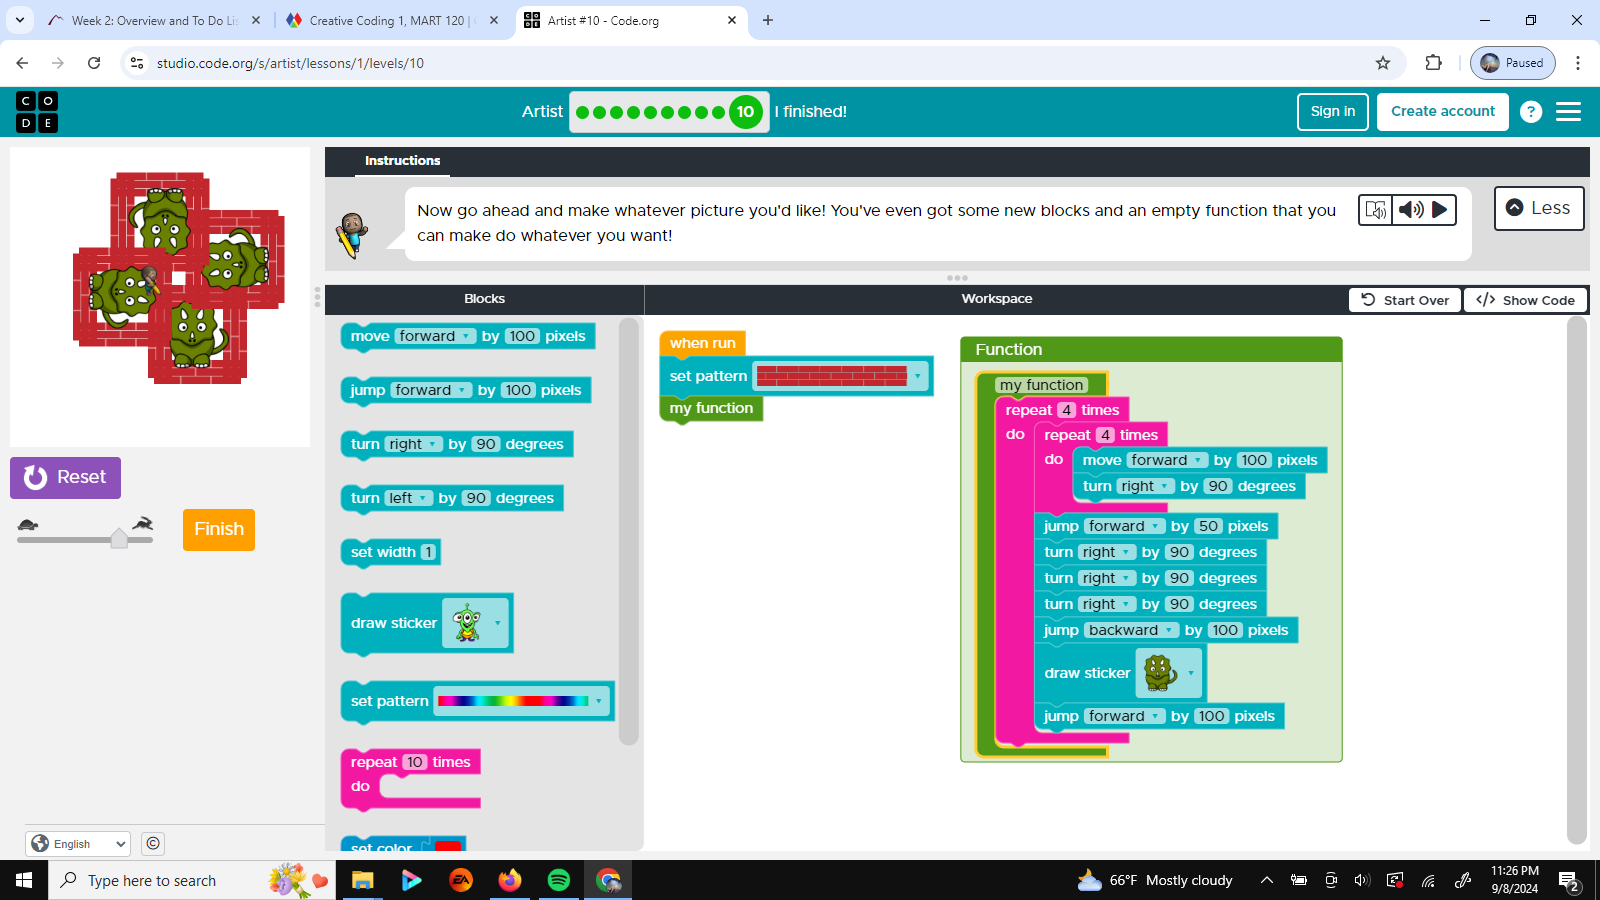 Week 2: Overview and To Do Lis
Creative Coding 1, MART 120 |
Artist #10 - Code.org
studio.code.org/s/artist/lessons/1/levels/10
Paused
C O
D E
Artist
10
I finished!
Sign in
Create account
?
Instructions
Now go ahead and make whatever picture you'd like! You've even got some new blocks and an empty function that you
can make do whatever you want!
Less
Blocks
Workspace
Start Over
Show Code
Reset
Finish
move forward by 100 pixels
jump forward by 100 pixels
turn right by 90 degrees
turn left by 90 degrees
set width 1
draw sticker
set pattern
repeat 10 times
do
set color
when run
set pattern
my function
Function
my function
repeat 4 times
do
repeat 4 times
do
move forward by 100 pixels
turn right by 90 degrees
jump forward by 50 pixels
turn right by 90 degrees
turn right by 90 degrees
turn right by 90 degrees
jump backward by 100 pixels
draw sticker
jump forward by 100 pixels
English
©
Type here to search
EA
66°F Mostly cloudy
11:26 PM
9/8/2024
2